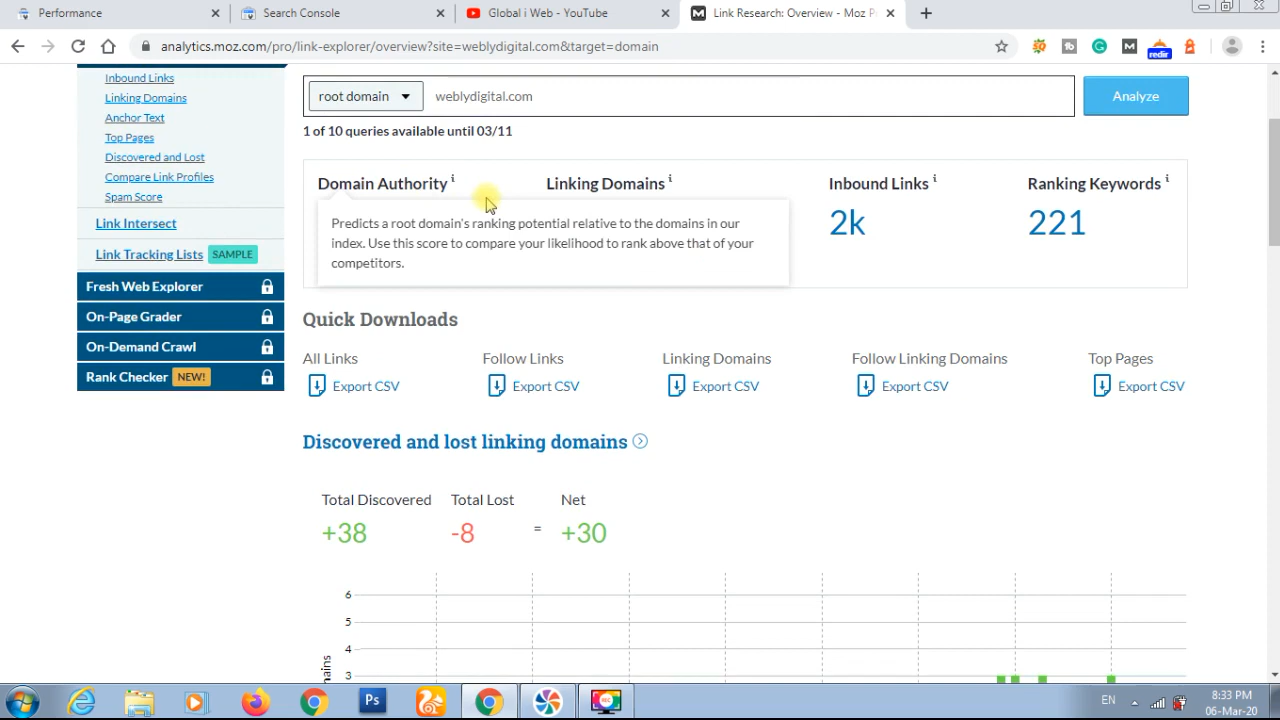 Performance
Search Console
Global i Web - YouTube
Link Research: Overview - Moz P
analytics.moz.com/pro/link-explorer/overview?site=weblydigital.com&target=domain
redir
Inbound Links
Linking Domains
Anchor Text
Top Pages
Discovered and Lost
Compare Link Profiles
Spam Score
Link Intersect
Link Tracking Lists SAMPLE
Fresh Web Explorer
On-Page Grader
On-Demand Crawl
Rank Checker NEW!
root domain
weblydigital.com
Analyze
1 of 10 queries available until 03/11
Domain Authority i
Linking Domains i
Inbound Links i
Ranking Keywords i
Predicts a root domain's ranking potential relative to the domains in our
index. Use this score to compare your likelihood to rank above that of your
competitors.
2k
221
Quick Downloads
All Links
Follow Links
Linking Domains
Follow Linking Domains
Top Pages
Export CSV
Export CSV
Export CSV
Export CSV
Export CSV
Discovered and lost linking domains
Total Discovered
Total Lost
Net
+38
-8
=
+30
6
5
4
3
Ps
EN
8:33 PM
06-Mar-20